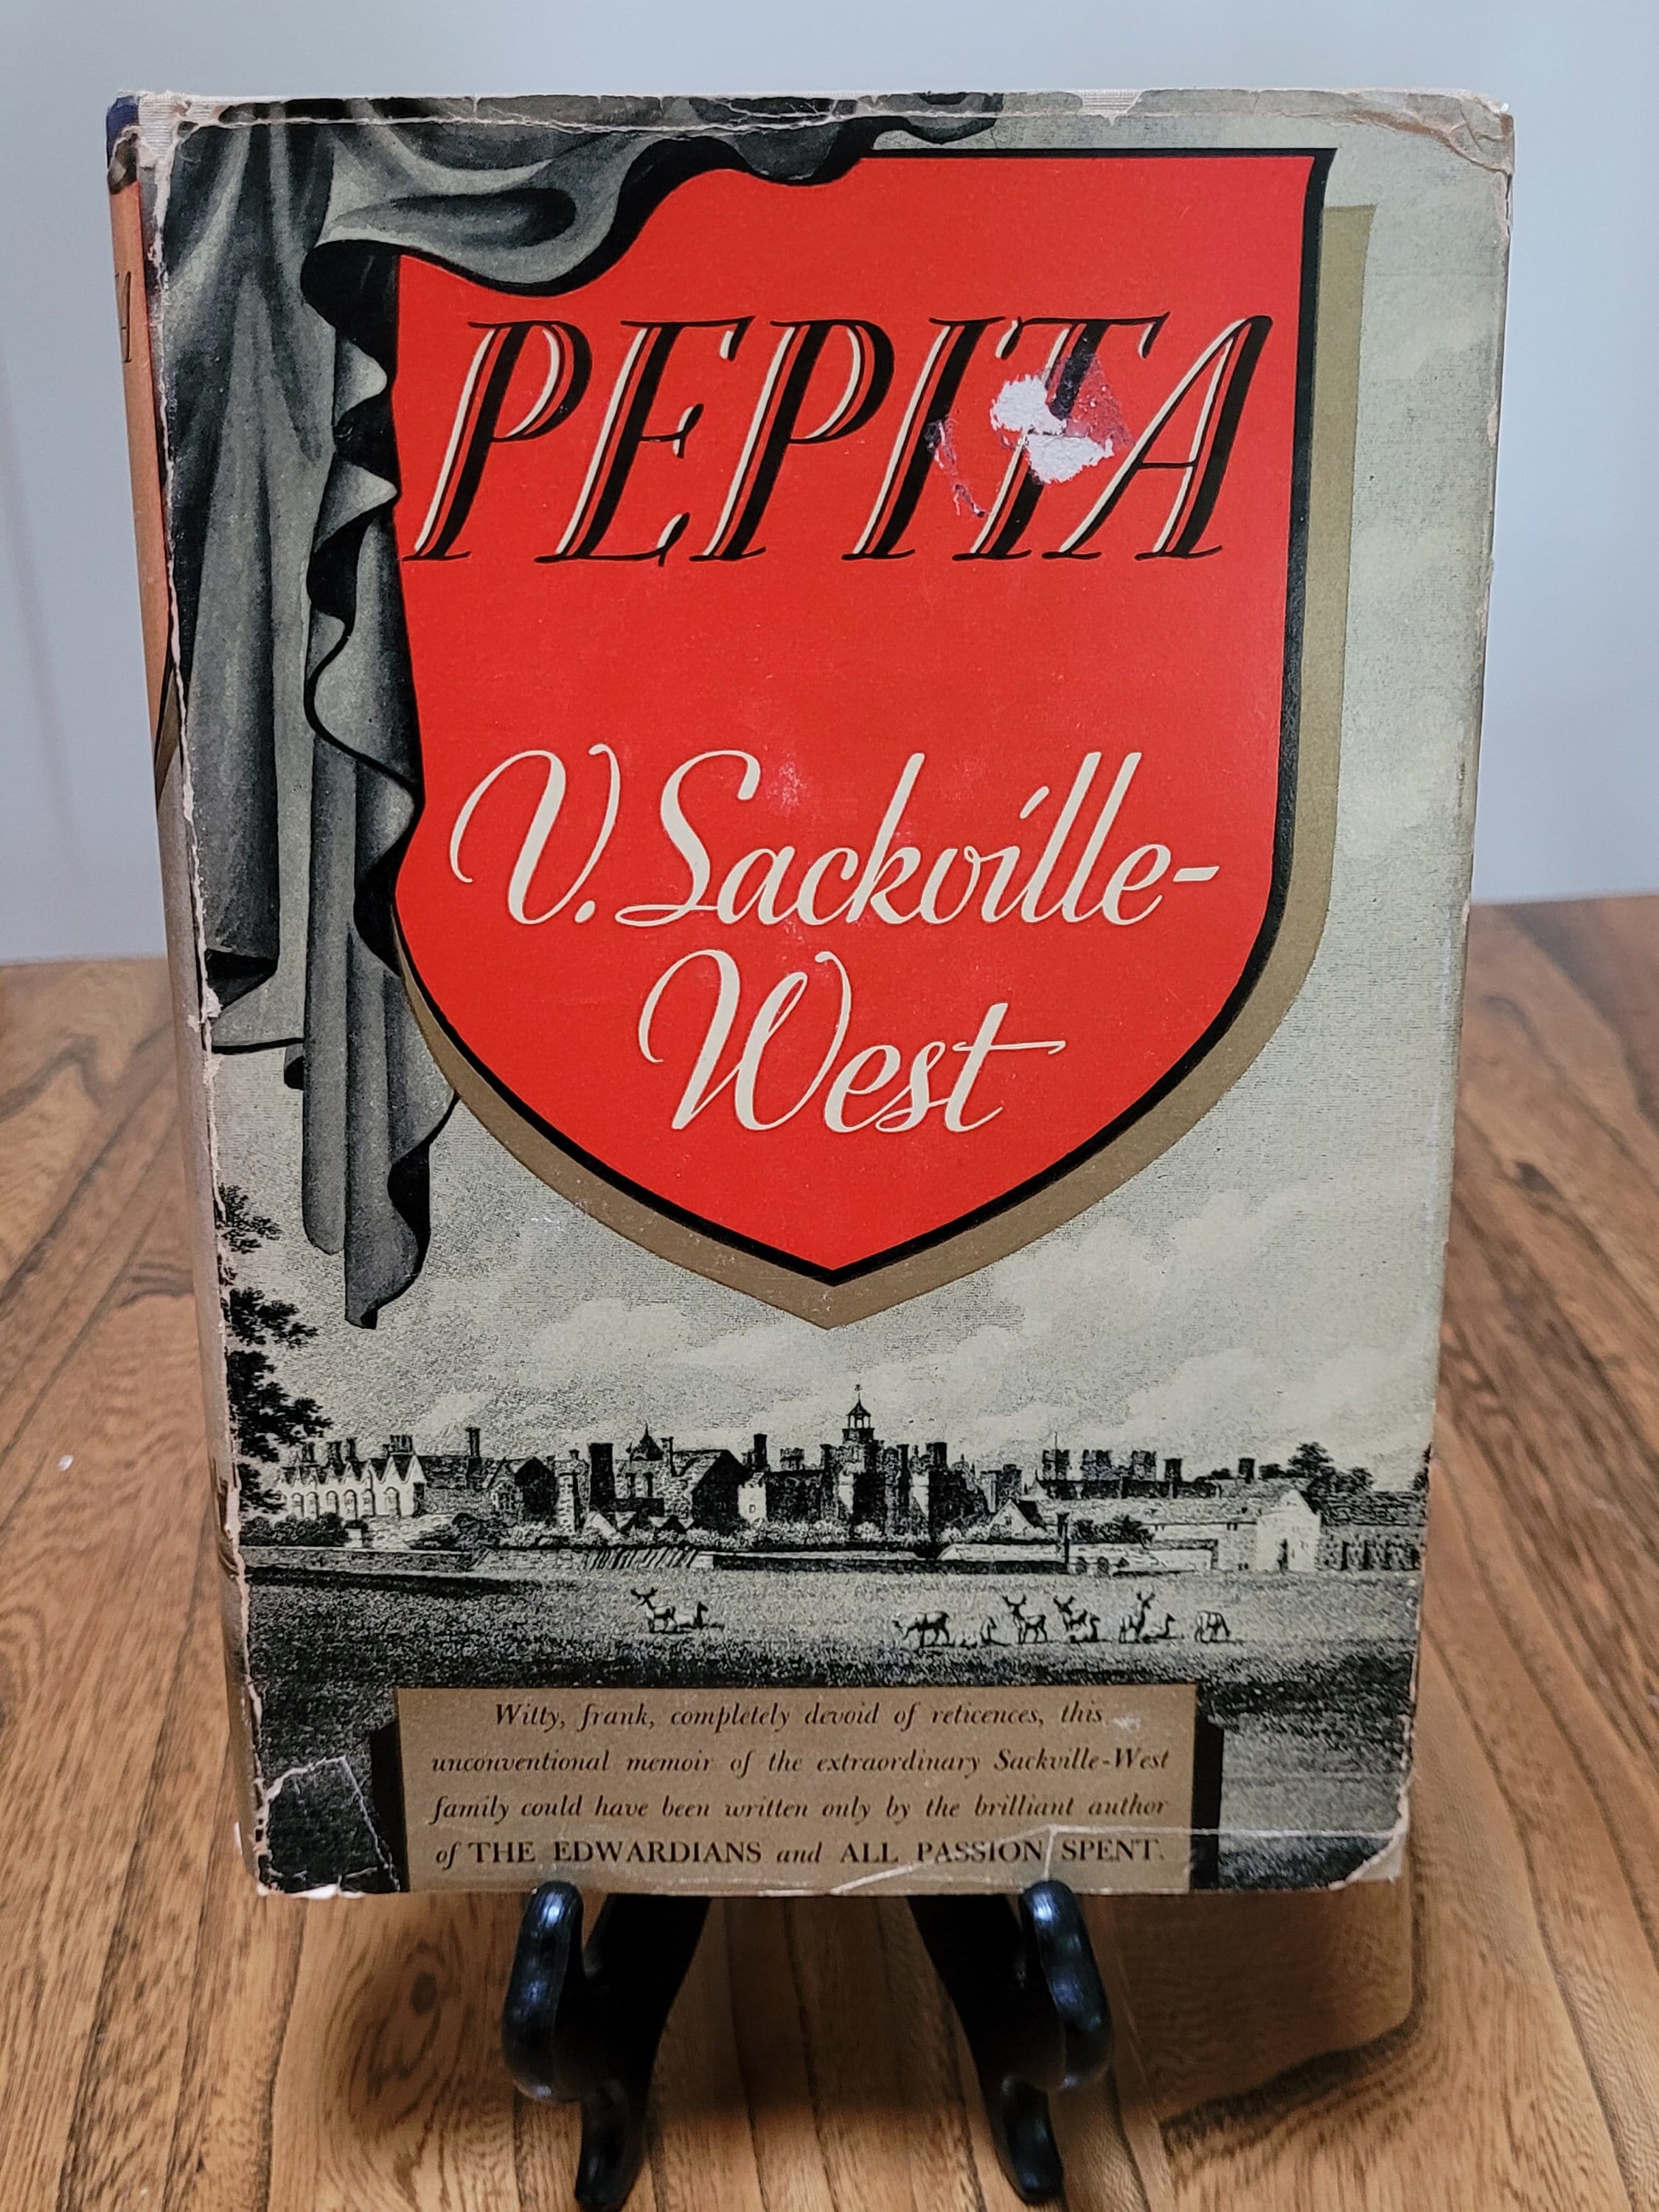 PEPITA
V. Sackville-
West
Witty, frank, completely devoid of reticences, this
unconventional memoir of the extraordinary Sackville-West
family could have been written only by the brilliant author
of THE EDWARDIANS and ALL PASSION SPENT.